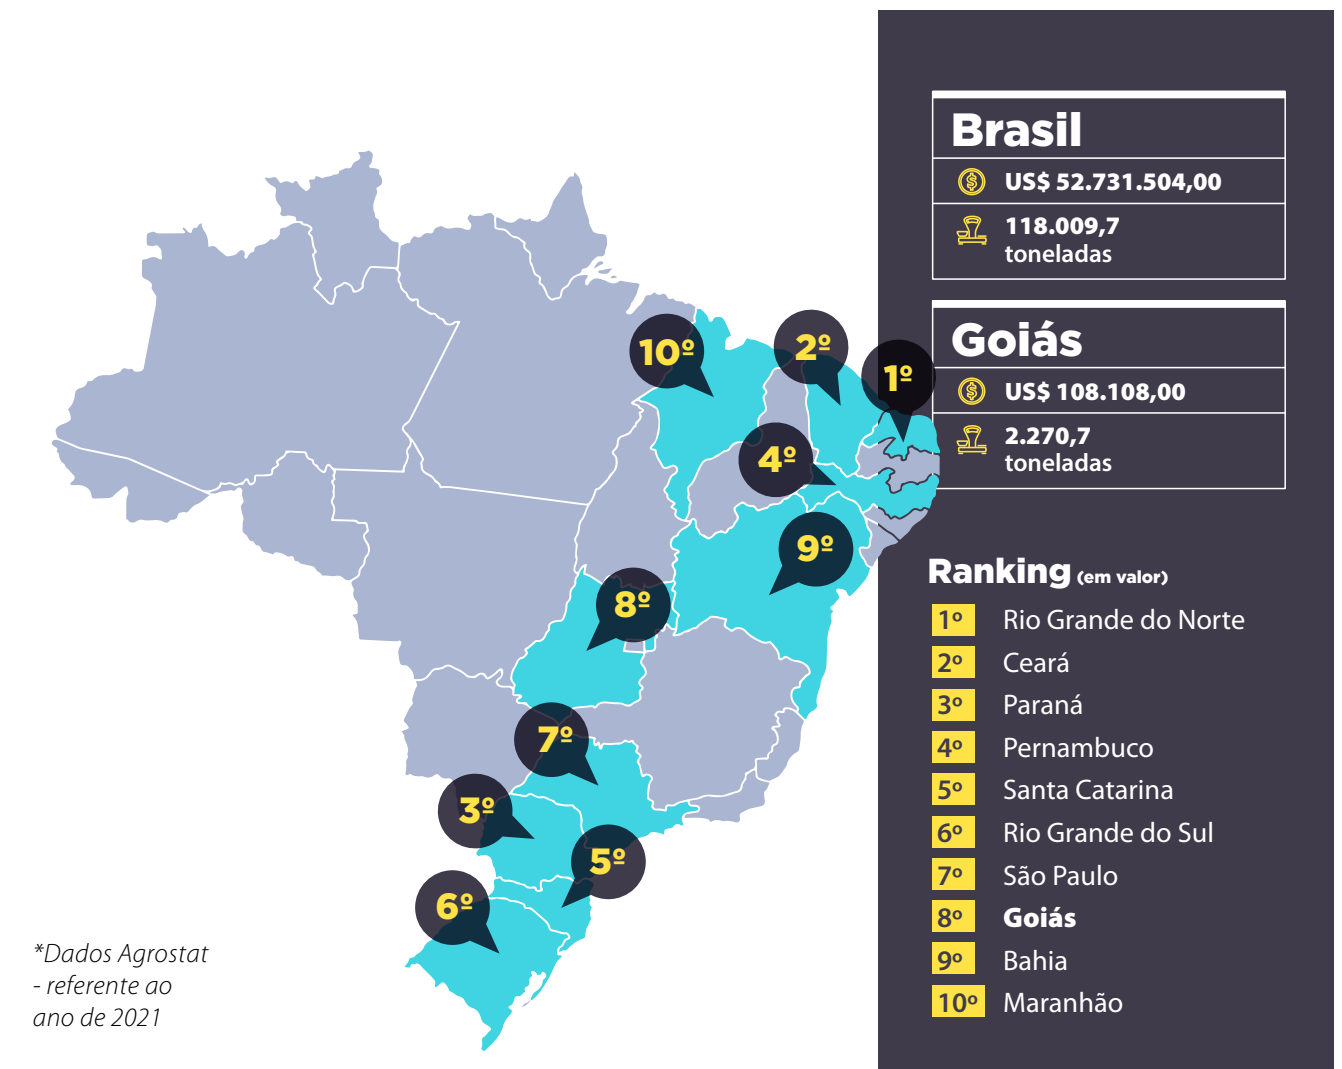 Brasil
US$ 52.731.504,00
118.009,7
toneladas
Goiás
US$ 108.108,00
2.270,7
toneladas
10º
2º
1º
4º
9º
8º
7º
3º
5º
6º
Ranking (em valor)
1º Rio Grande do Norte
2º Ceará
3º Paraná
4º Pernambuco
5º Santa Catarina
6º Rio Grande do Sul
7º São Paulo
8º Goiás
9º Bahia
10º Maranhão
*Dados Agrostat
- referente ao
ano de 2021